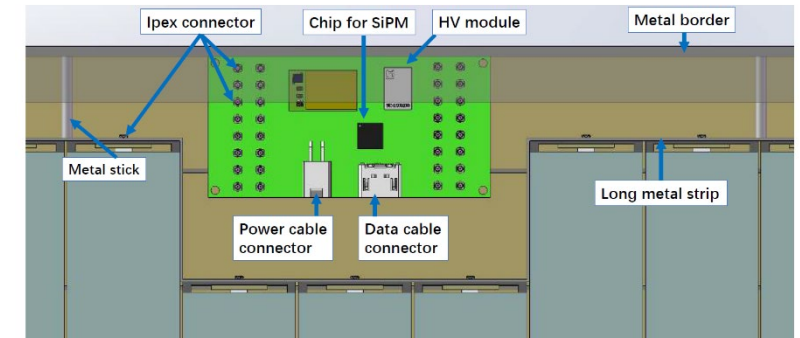 Ipex connector
Chip for SiPM
HV module
Metal border
Metal stick
Long metal strip
Power cable
connector
Data cable
connector